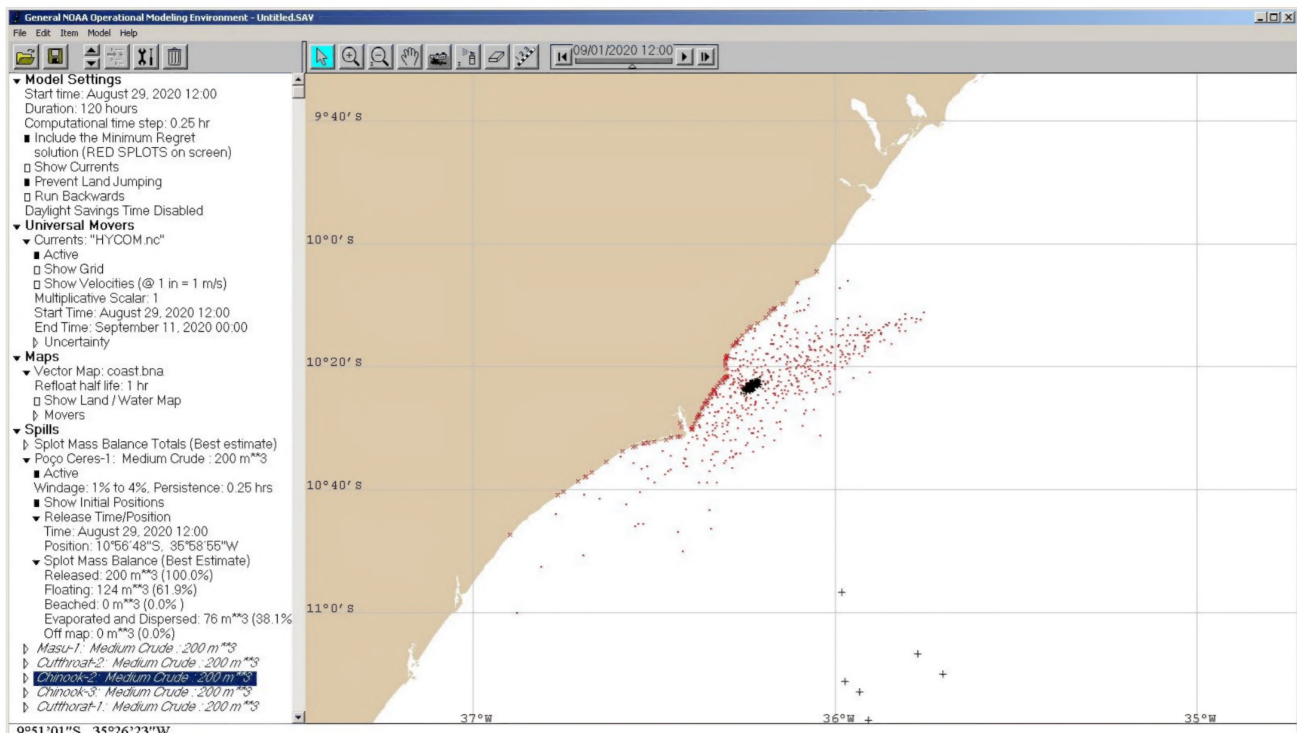 General NOAA Operational Modeling Environment - Untitled.SAV
File Edit Item Model Help
09/01/2020 12:00
Model Settings
Start time: August 29, 2020 12:00
Duration: 120 hours
Computational time step: 0.25 hr
Include the Minimum Regret
solution (RED SPLOTS on screen)
Show Currents
Prevent Land Jumping
Run Backwards
Daylight Savings Time Disabled
Universal Movers
Currents: "HYCOM.nc"
Active
Show Grid
Show Velocities (@ 1 in = 1 m/s)
Multiplicative Scalar: 1
Start Time: August 29, 2020 12:00
End Time: September 11, 2020 00:00
Uncertainty
Maps
Vector Map: coast.bna
Refloat half life: 1 hr
Show Land / Water Map
Movers
Spills
Splot Mass Balance Totals (Best estimate)
Poço Ceres-1: Medium Crude : 200 m**3
Active
Windage: 1% to 4%, Persistence: 0.25 hrs
Show Initial Positions
Release Time/Position
Time: August 29, 2020 12:00
Position: 10°56'48"S, 35°58'55"W
Splot Mass Balance (Best Estimate)
Released: 200 m**3 (100.0%)
Floating: 124 m**3 (61.9%)
Beached: 0 m**3 (0.0% )
Evaporated and Dispersed: 76 m**3 (38.1%
Off map: 0 m**3 (0.0%)
Masu-1: Medium Crude : 200 m**3
Cutthroat-2: Medium Crude : 200 m**3
Chinook-2: Medium Crude : 200 m**3
Chinook-3: Medium Crude : 200 m**3
Cutthorat-1: Medium Crude : 200 m**3
9°51'01"S, 35°26'23"W
9°40'S
10°0'S
10°20'S
10°40'S
11°0'S
37°W
36°W
35°W